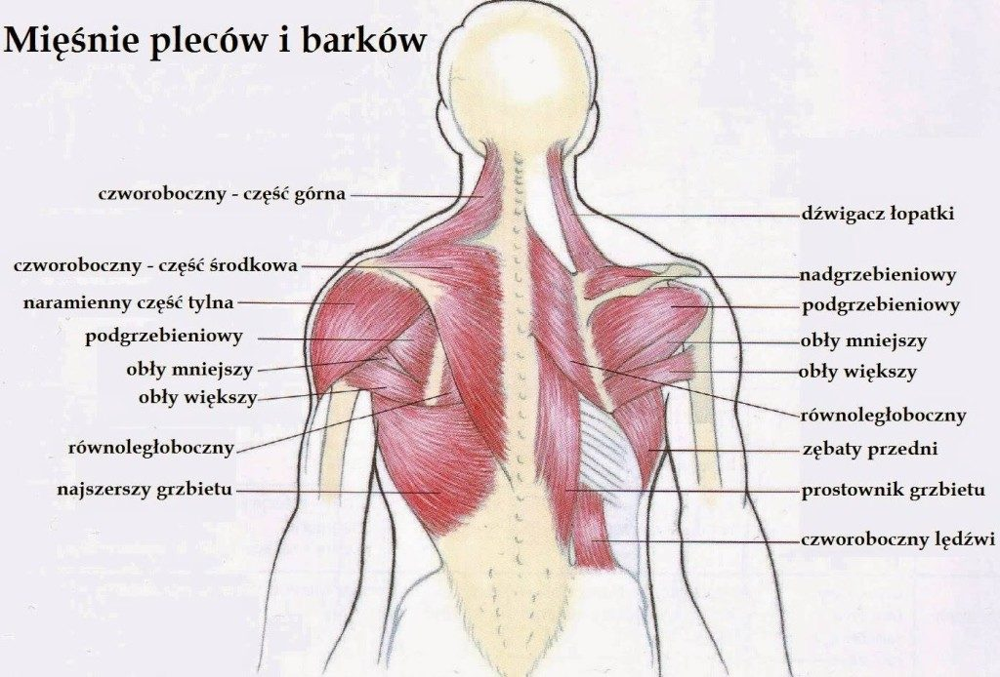 Mięśnie pleców i barków
czworoboczny - część górna
czworoboczny - część środkowa
naramienny część tylna
podgrzebieniowy
obły mniejszy
obły większy
równoległoboczny
najszerszy grzbietu
dźwigacz łopatki
nadgrzebieniowy
podgrzebieniowy
obły mniejszy
obły większy
równoległoboczny
zębaty przedni
prostownik grzbietu
czworoboczny lędźwi